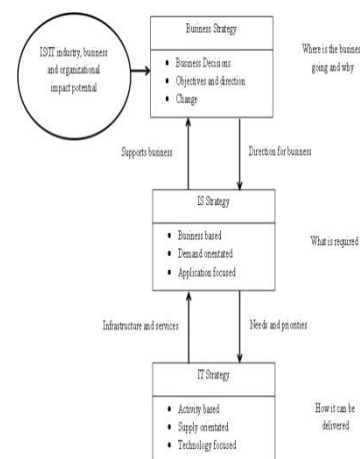 Business Strategy
IS/IT industry, business
and organizational
impact potential
Business Decisions
Objectives and direction
Change
Where is the busines
going and why
Supports business
Direction for business
IS Strategy
Business based
Demand orientated
Application focused
What is required
Infrastructure and services
Needs and priorities
IT Strategy
Activity based
Supply orientated
Technology focused
How it can be
delivered